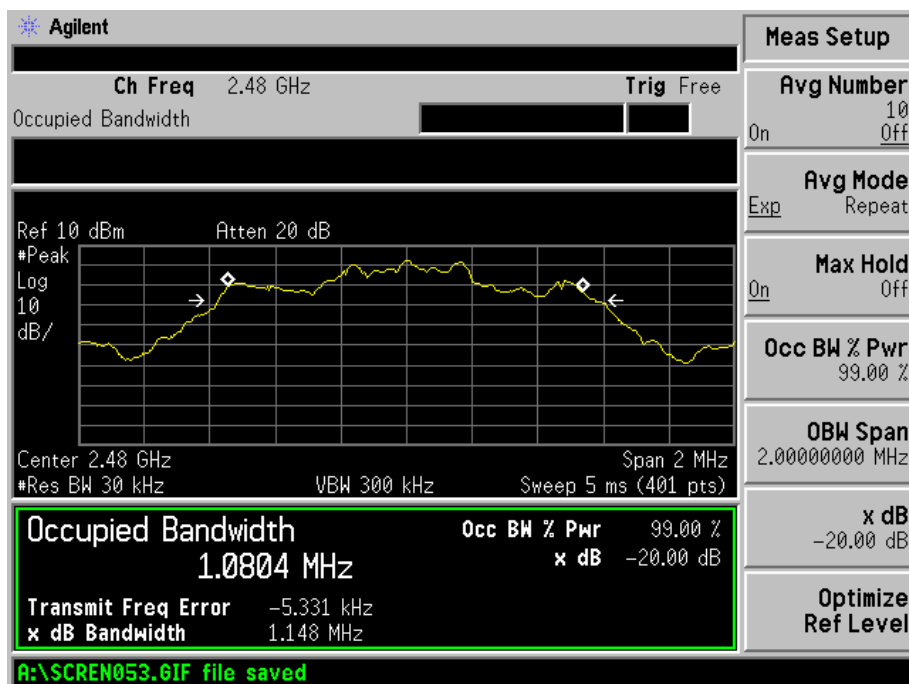 Agilent
Ch Freq 2.48 GHz Trig Free
Occupied Bandwidth
Ref 10 dBm Atten 20 dB
#Peak
Log
10
dB/
Center 2.48 GHz Span 2 MHz
#Res BW 30 kHz VBW 300 kHz Sweep 5 ms (401 pts)
Occupied Bandwidth Occ BW % Pwr 99.00 %
1.0804 MHz x dB -20.00 dB
Transmit Freq Error -5.331 kHz
x dB Bandwidth 1.148 MHz
A:\SCREN053.GIF file saved
Meas Setup
Avg Number
10
On Off
Avg Mode
Exp Repeat
Max Hold
On Off
Occ BW % Pwr
99.00 %
OBW Span
2.00000000 MHz
x dB
-20.00 dB
Optimize
Ref Level